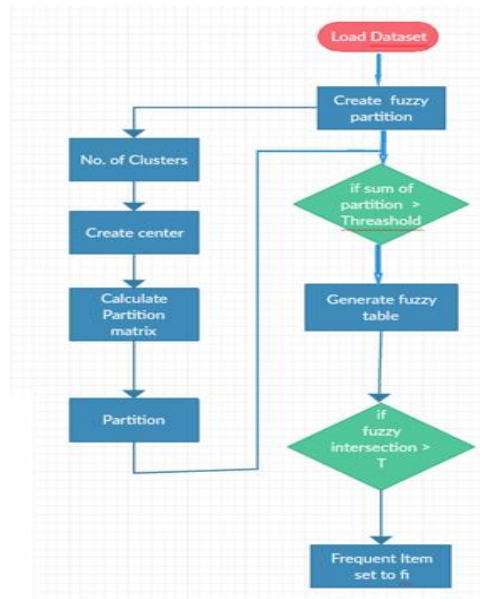 Load Dataset
Create fuzzy
partition
No. of Clusters
if sum of
partition >
Threashold
Create center
Calculate
Partition
matrix
Generate fuzzy
table
Partition
if
fuzzy
intersection >
T
Frequent Item
set to fi